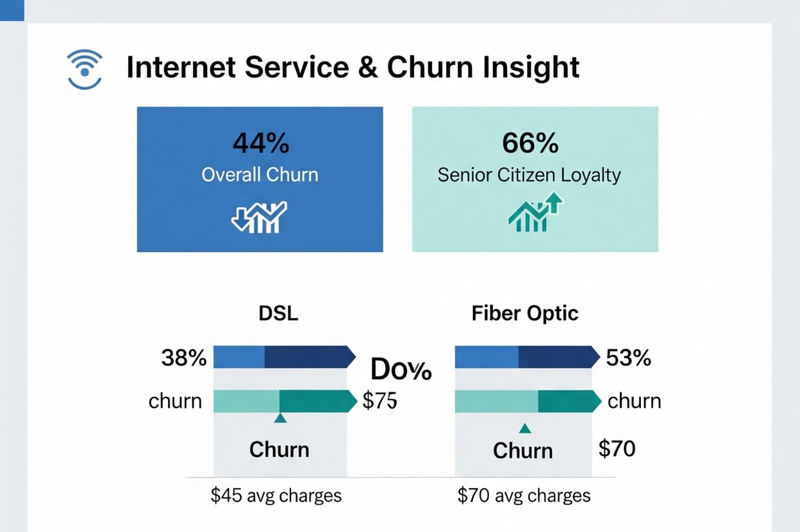 Internet Service & Churn Insight
44%
Overall Churn
66%
Senior Citizen Loyalty
DSL
Fiber Optic
38%
Do%
53%
churn
$75
churn
Churn
Churn
$70
$45 avg charges
$70 avg charges